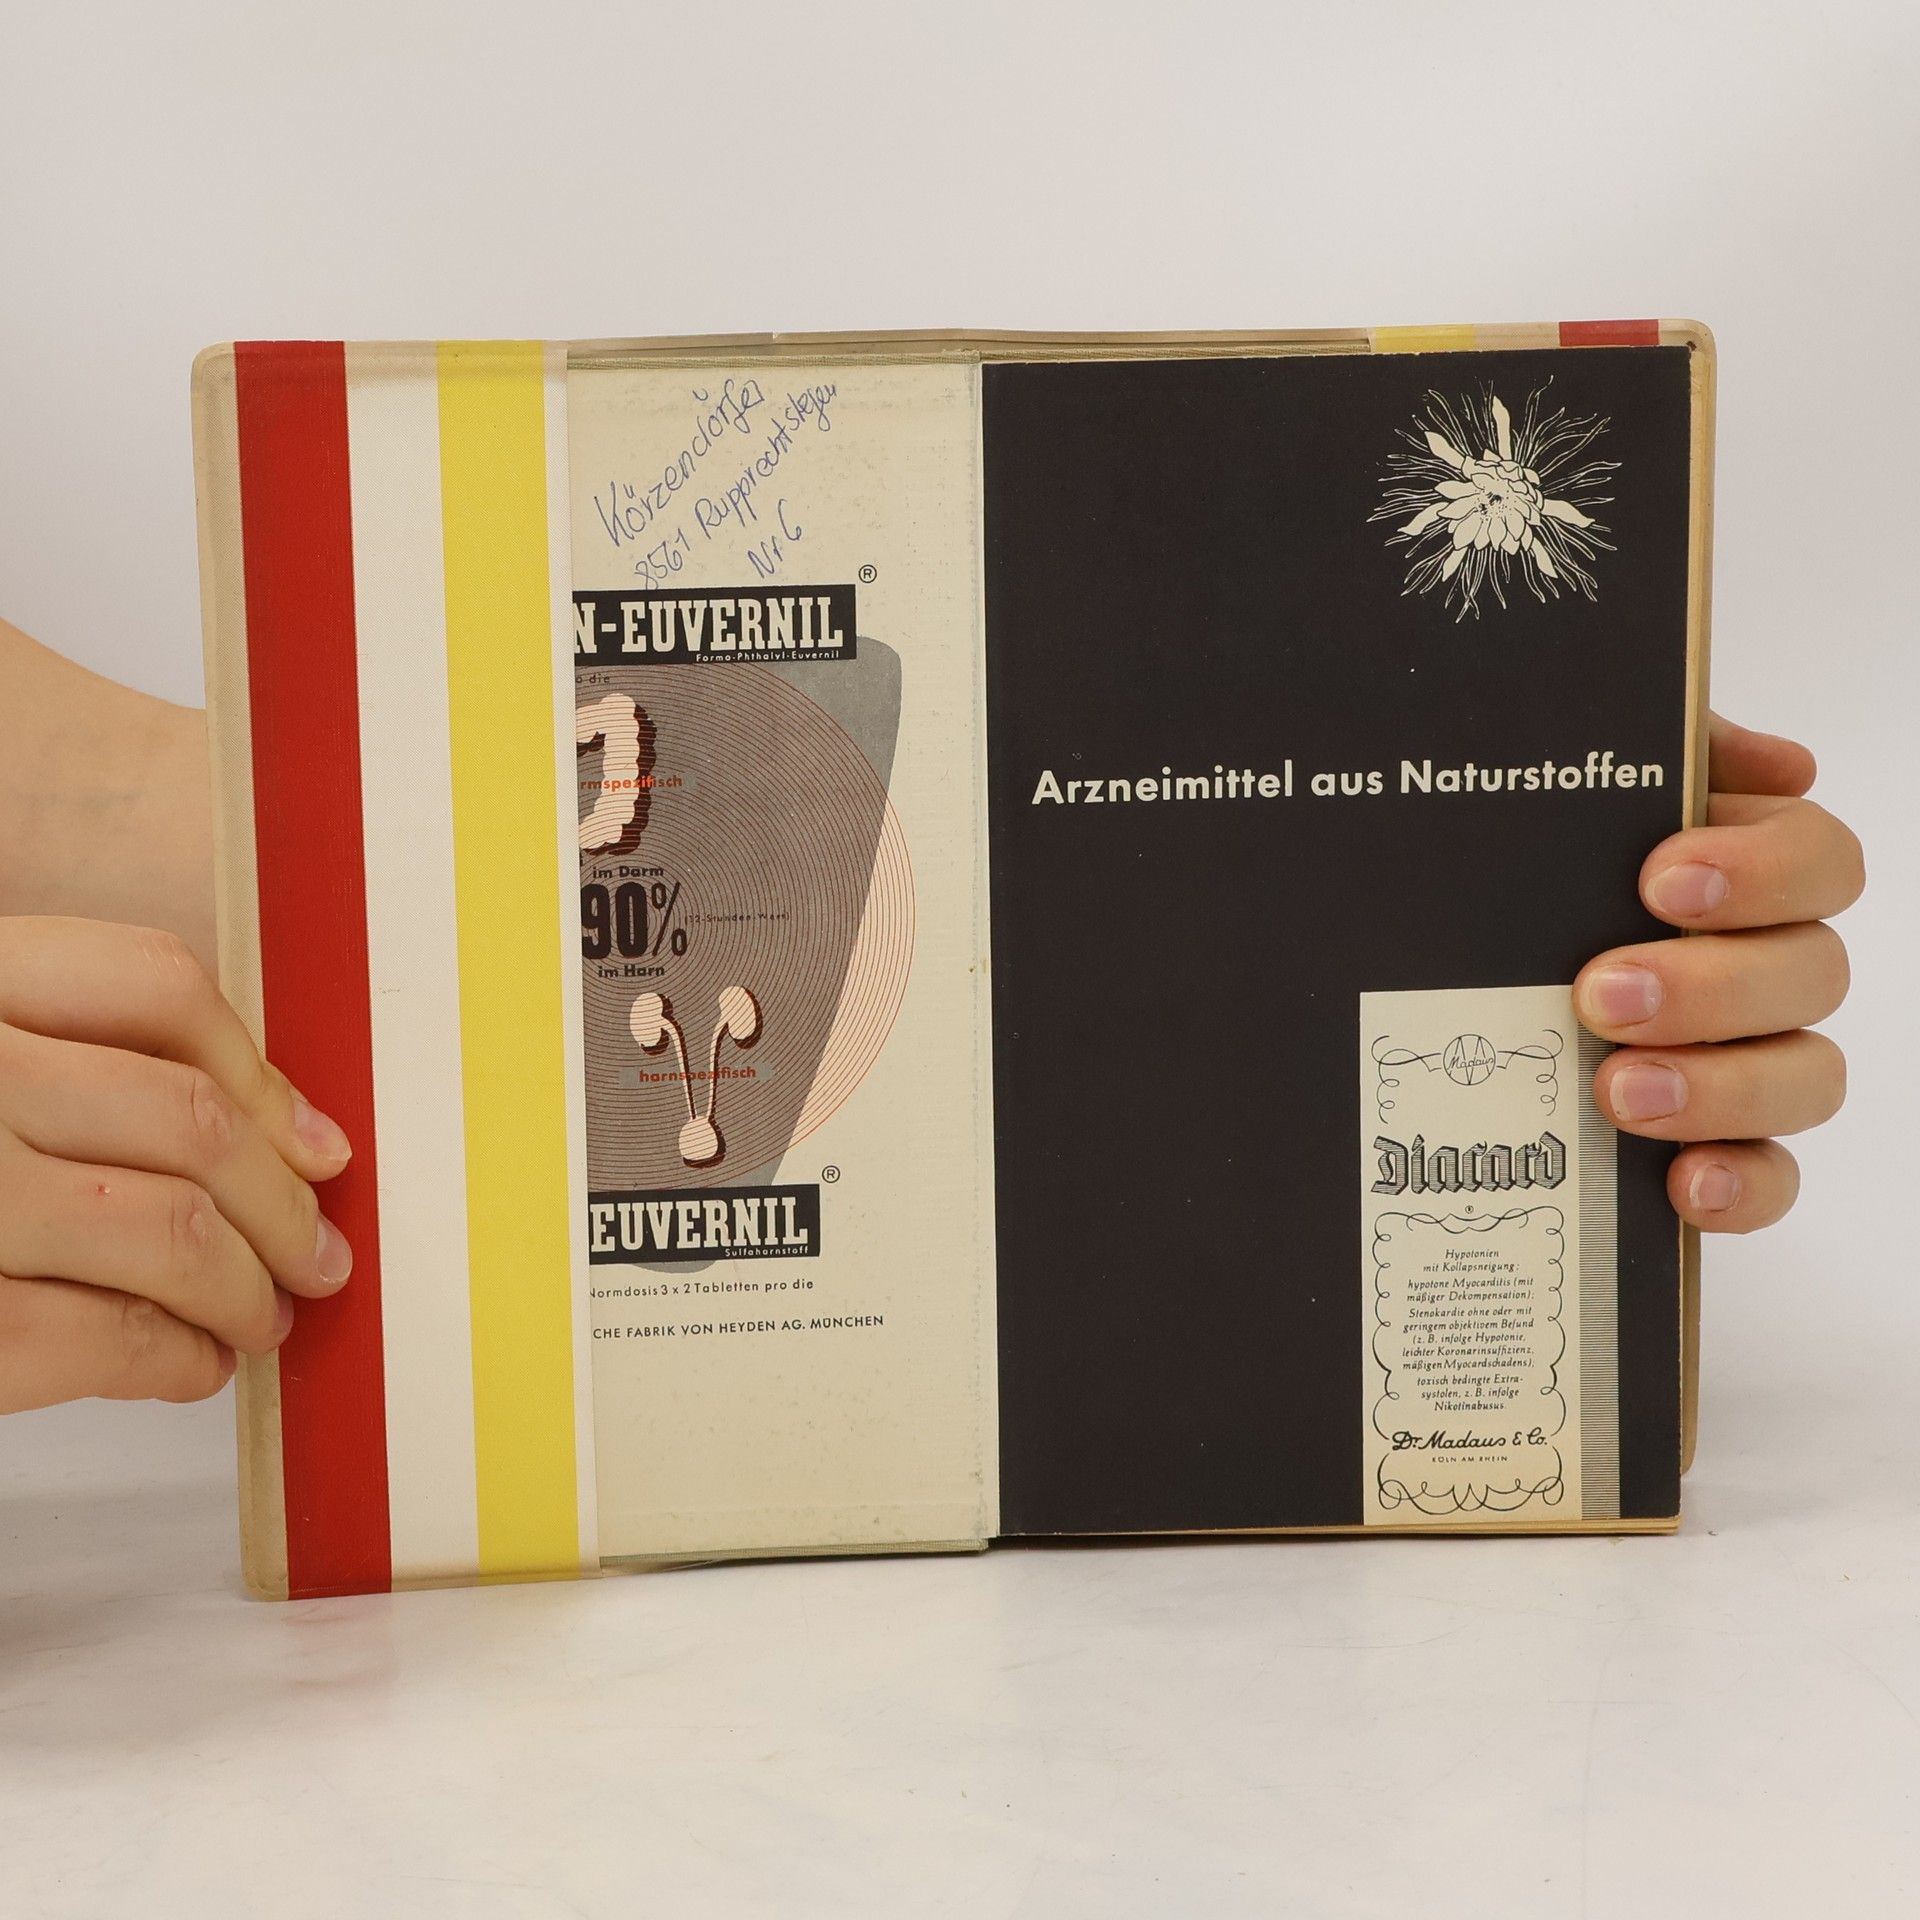 Körzendörfer
8561 Rupprechtstegen
Nr. 6
®
N-EUVERNIL
Formo-Phthalyl-Euvernil
o die
rmspezifisch
im Darm
90% (12-Stunden-Wert)
im Harn
harnspezifisch
®
EUVERNIL
Sulfaharnstoff
Normdosis 3 x 2 Tabletten pro die
CHE FABRIK VON HEYDEN AG. MÜNCHEN
Arzneimittel aus Naturstoffen
Madaus
Diacard
®
Hypotonien
mit Kollapsneigung;
hypotone Myocarditis (mit
mäßiger Dekompensation);
Stenokardie ohne oder mit
geringem objektivem Befund
(z. B. infolge Hypotonie,
leichter Koronarinsuffizienz,
mäßigen Myocardschadens);
toxisch bedingte Extra-
systolen, z. B. infolge
Nikotinabusus.
Dr. Madaus & Co.
KÖLN AM RHEIN